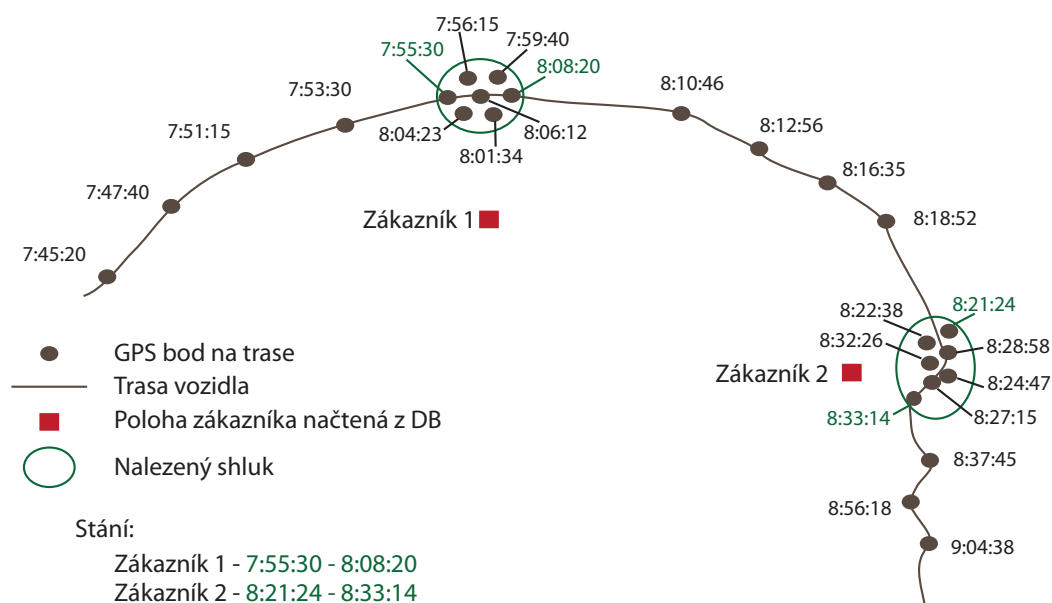 7:56:15
7:59:40
7:55:30
8:08:20
7:53:30
8:10:46
7:51:15
8:04:23
8:06:12
8:12:56
8:01:34
8:16:35
7:47:40
Zákazník 1
8:18:52
7:45:20
8:21:24
8:22:38
8:32:26
8:28:58
Zákazník 2
8:24:47
8:33:14
8:27:15
8:37:45
8:56:18
9:04:38
GPS bod na trase
Trasa vozidla
Poloha zákazníka načtená z DB
Nalezený shluk
Stání:
Zákazník 1 - 7:55:30 - 8:08:20
Zákazník 2 - 8:21:24 - 8:33:14